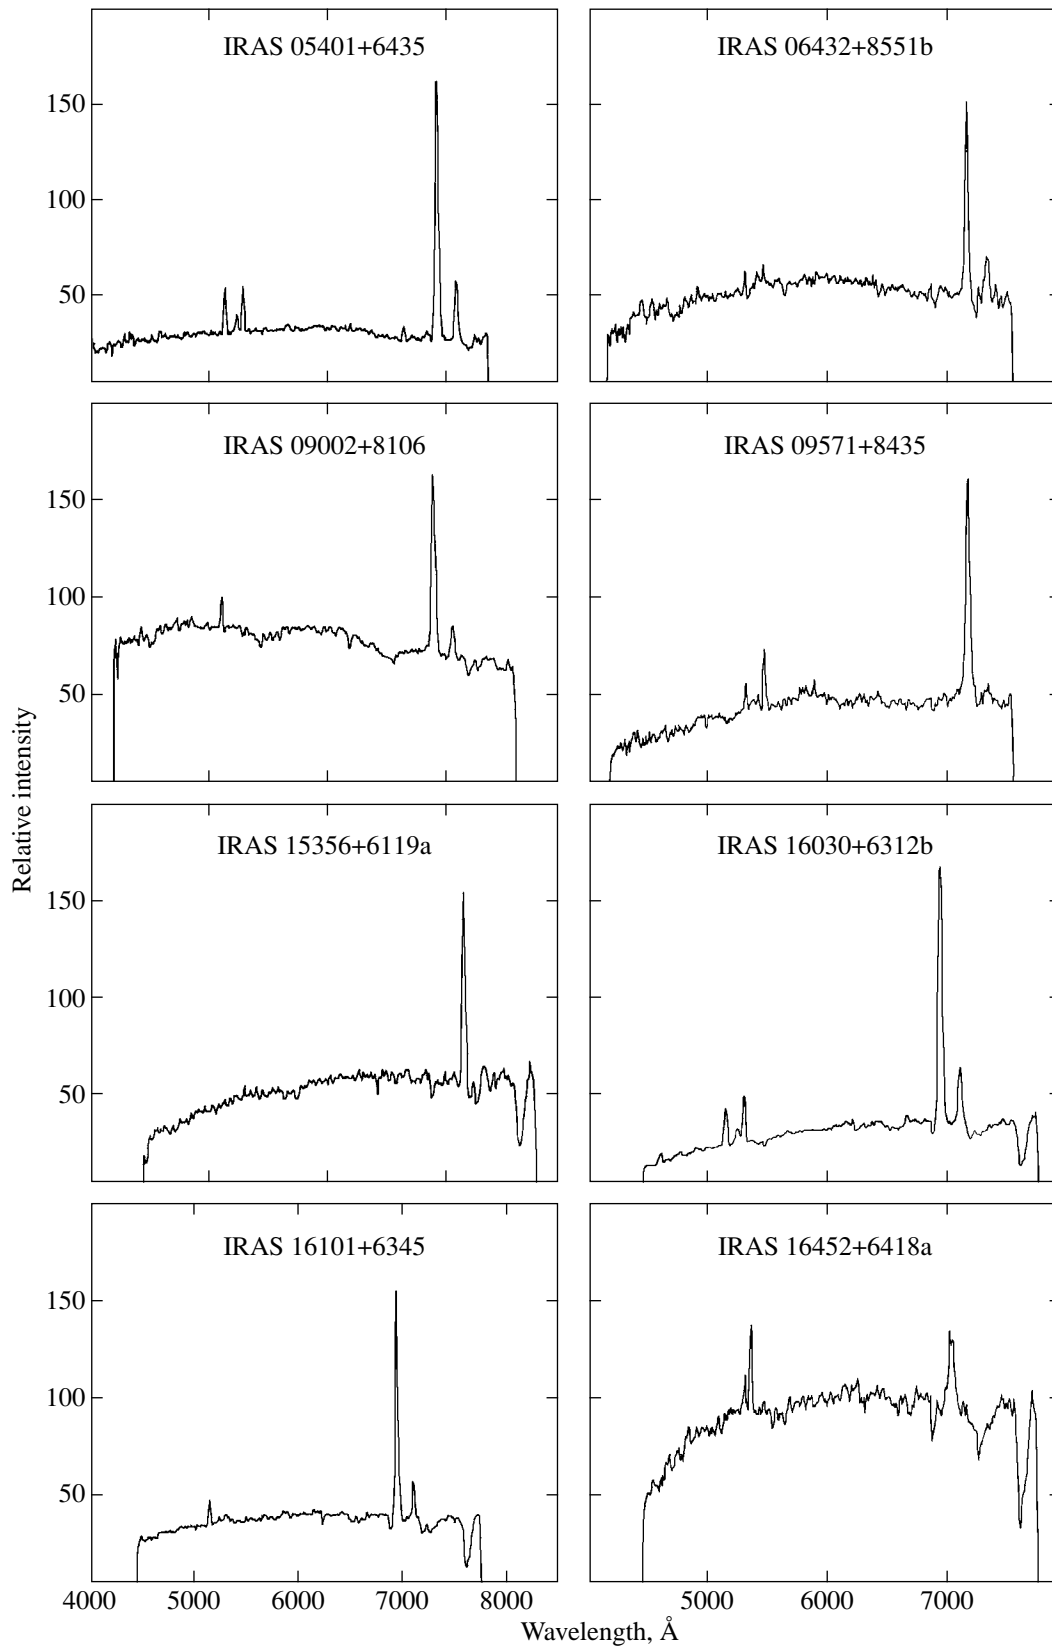 IRAS 05401+6435
IRAS 06432+8551b
150
100
50
IRAS 09002+8106
IRAS 09571+8435
150
100
50
Relative intensity
IRAS 15356+6119a
IRAS 16030+6312b
150
100
50
IRAS 16101+6345
IRAS 16452+6418a
150
100
50
4000 5000 6000 7000 8000
5000 6000 7000
Wavelength, Å